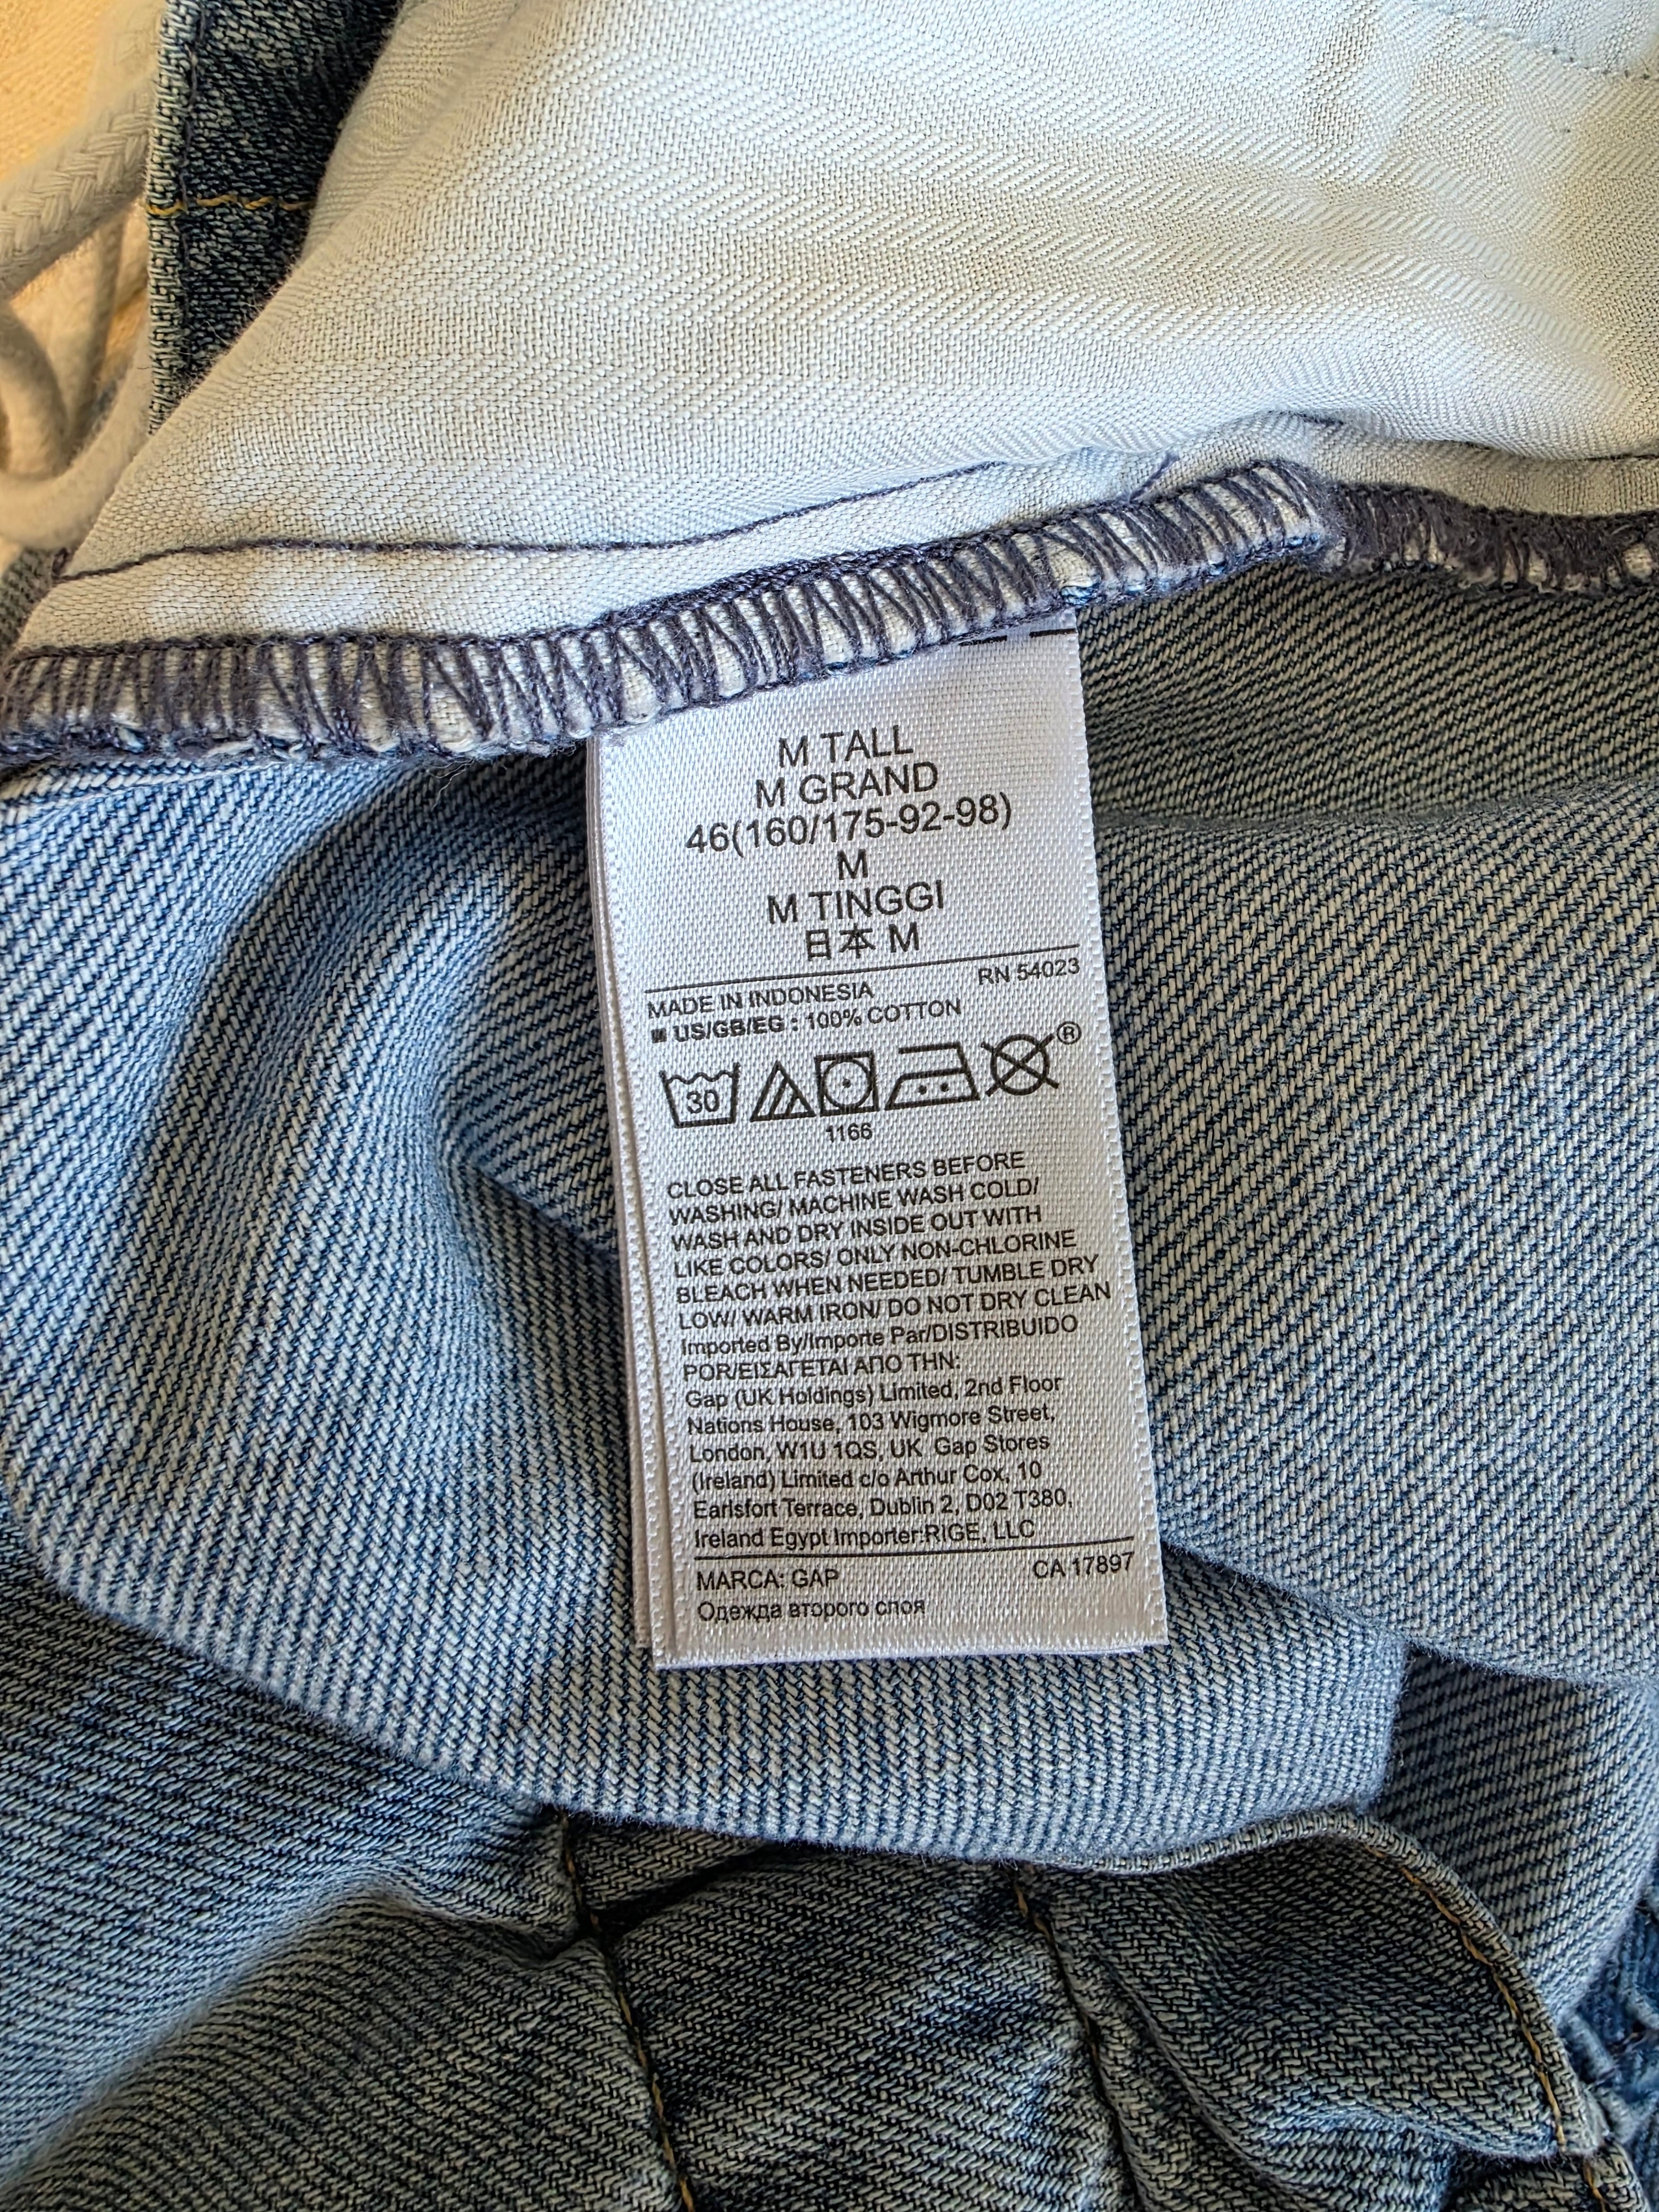 M TALL
M GRAND
46(160/175-92-98)
M
M TINGGI
日本 M
RN 54023
MADE IN INDONESIA
■ US/GB/EG : 100% COTTON
30
®
1166
CLOSE ALL FASTENERS BEFORE
WASHING/ MACHINE WASH COLD/
WASH AND DRY INSIDE OUT WITH
LIKE COLORS/ ONLY NON-CHLORINE
BLEACH WHEN NEEDED/ TUMBLE DRY
LOW/ WARM IRON/ DO NOT DRY CLEAN
Imported By/Importe Par/DISTRIBUIDO
POR/ΕΙΣΑΓΕΤΑΙ ΑΠΟ ΤΗΝ:
Gap (UK Holdings) Limited, 2nd Floor
Nations House, 103 Wigmore Street,
London, W1U 1QS, UK Gap Stores
(Ireland) Limited c/o Arthur Cox, 10
Earlsfort Terrace, Dublin 2, D02 T380,
Ireland Egypt Importer:RIGE, LLC
MARCA: GAP CA 17897
Одежда второго слоя